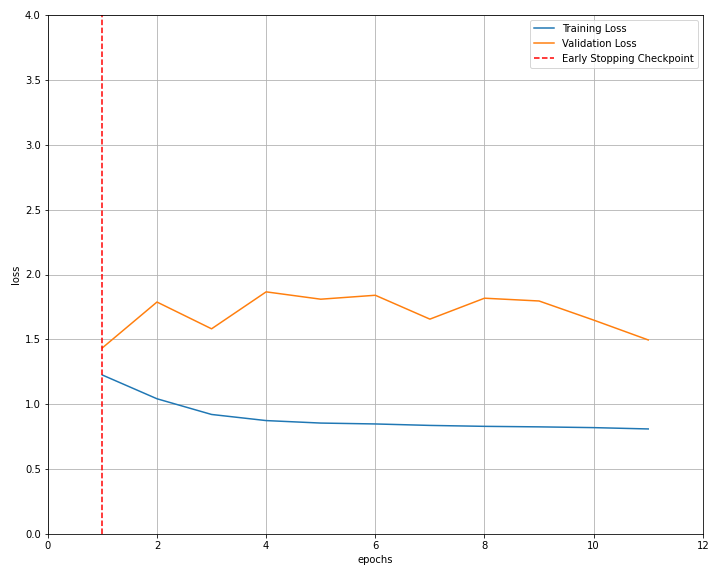 4.0
3.5
3.0
2.5
2.0
1.5
1.0
0.5
0.0
loss
Training Loss
Validation Loss
Early Stopping Checkpoint
0 2 4 6 8 10 12
epochs